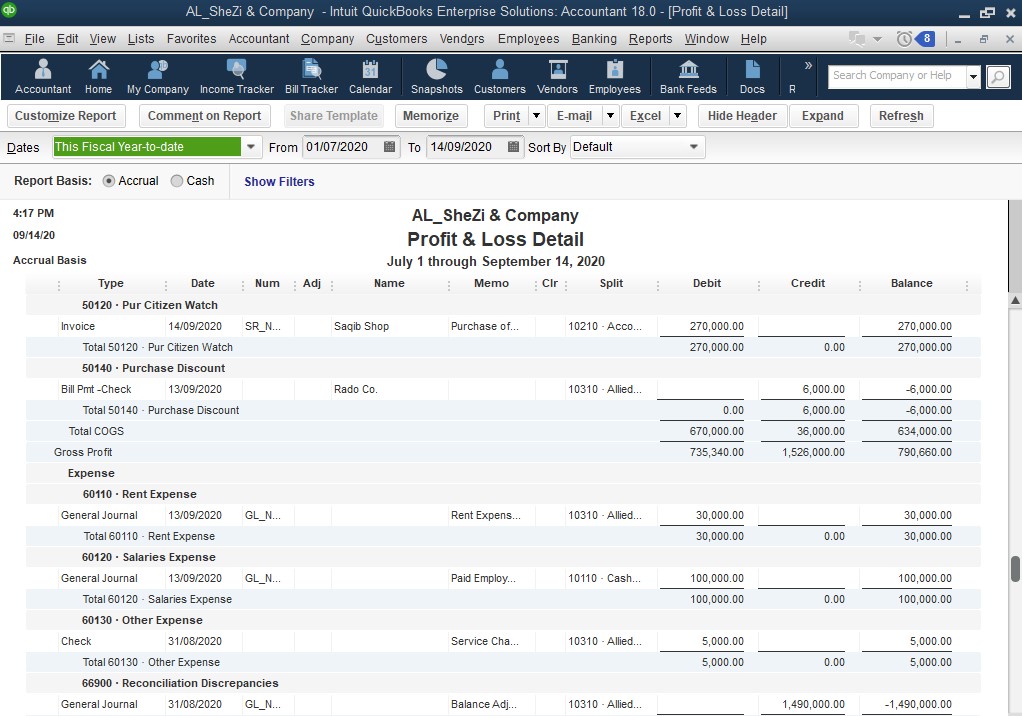 AL_SheZi & Company - Intuit QuickBooks Enterprise Solutions: Accountant 18.0 - [Profit & Loss Detail]
File Edit View Lists Favorites Accountant Company Customers Vendors Employees Banking Reports Window Help 8
31
Accountant Home My Company Income Tracker Bill Tracker Calendar Snapshots Customers Vendors Employees Bank Feeds Docs R » Search Company or Help
Customize Report Comment on Report Share Template Memorize Print E-mail Excel Hide Header Expand Refresh
Dates This Fiscal Year-to-date From 01/07/2020 To 14/09/2020 Sort By Default
Report Basis: Accrual Cash Show Filters
4:17 PM AL_SheZi & Company
09/14/20 Profit & Loss Detail
Accrual Basis July 1 through September 14, 2020
Type Date Num Adj Name Memo Clr Split Debit Credit Balance
50120 · Pur Citizen Watch
Invoice 14/09/2020 SR_N... Saqib Shop Purchase of... 10210 · Acco... 270,000.00 270,000.00
Total 50120 · Pur Citizen Watch 270,000.00 0.00 270,000.00
50140 · Purchase Discount
Bill Pmt -Check 13/09/2020 Rado Co. 10310 · Allied... 6,000.00 -6,000.00
Total 50140 · Purchase Discount 0.00 6,000.00 -6,000.00
Total COGS 670,000.00 36,000.00 634,000.00
Gross Profit 735,340.00 1,526,000.00 790,660.00
Expense
60110 · Rent Expense
General Journal 13/09/2020 GL_N... Rent Expens... 10310 · Allied... 30,000.00 30,000.00
Total 60110 · Rent Expense 30,000.00 0.00 30,000.00
60120 · Salaries Expense
General Journal 13/09/2020 GL_N... Paid Employ... 10110 · Cash... 100,000.00 100,000.00
Total 60120 · Salaries Expense 100,000.00 0.00 100,000.00
60130 · Other Expense
Check 31/08/2020 Service Cha... 10310 · Allied... 5,000.00 5,000.00
Total 60130 · Other Expense 5,000.00 0.00 5,000.00
66900 · Reconciliation Discrepancies
General Journal 31/08/2020 GL_N... Balance Adj... 10310 · Allied... 1,490,000.00 -1,490,000.00